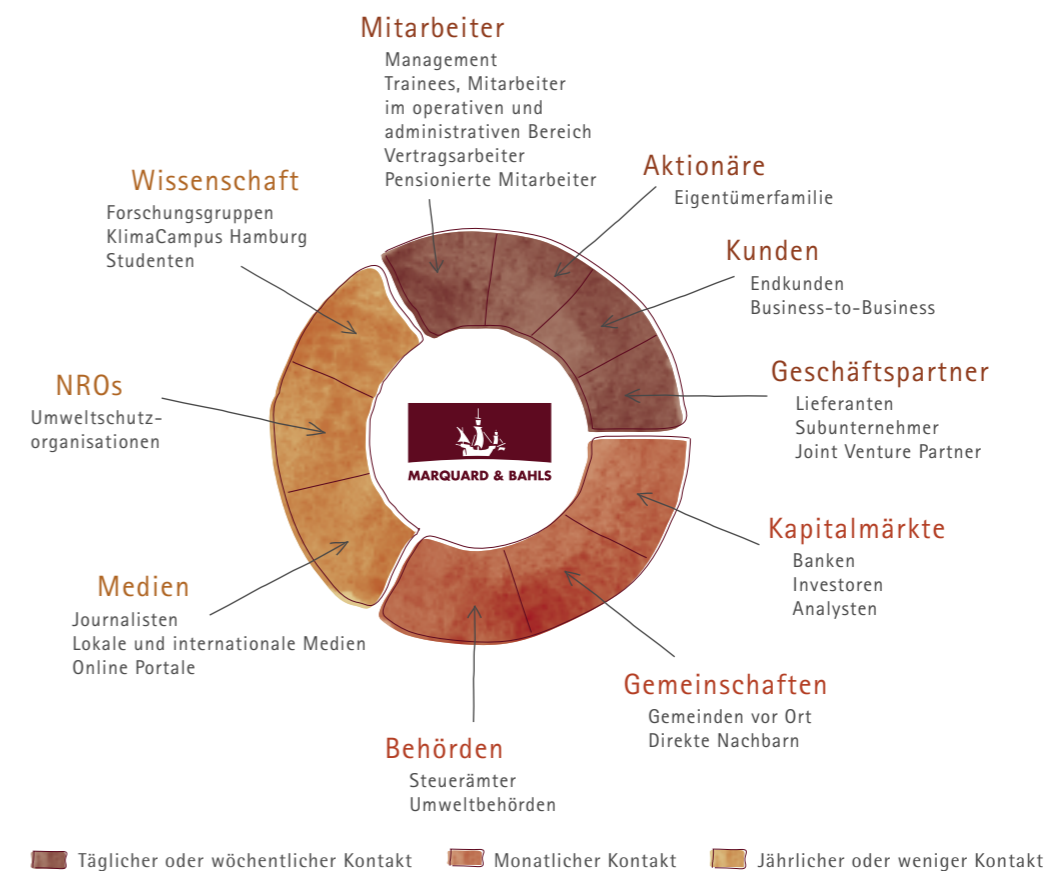 Mitarbeiter
Management
Trainees, Mitarbeiter
im operativen und
administrativen Bereich
Vertragsarbeiter
Pensionierte Mitarbeiter
Aktionäre
Eigentümerfamilie
Kunden
Endkunden
Business-to-Business
Geschäftspartner
Lieferanten
Subunternehmer
Joint Venture Partner
Kapitalmärkte
Banken
Investoren
Analysten
Gemeinschaften
Gemeinden vor Ort
Direkte Nachbarn
Behörden
Steuerämter
Umweltbehörden
Medien
Journalisten
Lokale und internationale Medien
Online Portale
NROs
Umweltschutz-
organisationen
Wissenschaft
Forschungsgruppen
KlimaCampus Hamburg
Studenten
MARQUARD & BAHLS
Täglicher oder wöchentlicher Kontakt
Monatlicher Kontakt
Jährlicher oder weniger Kontakt